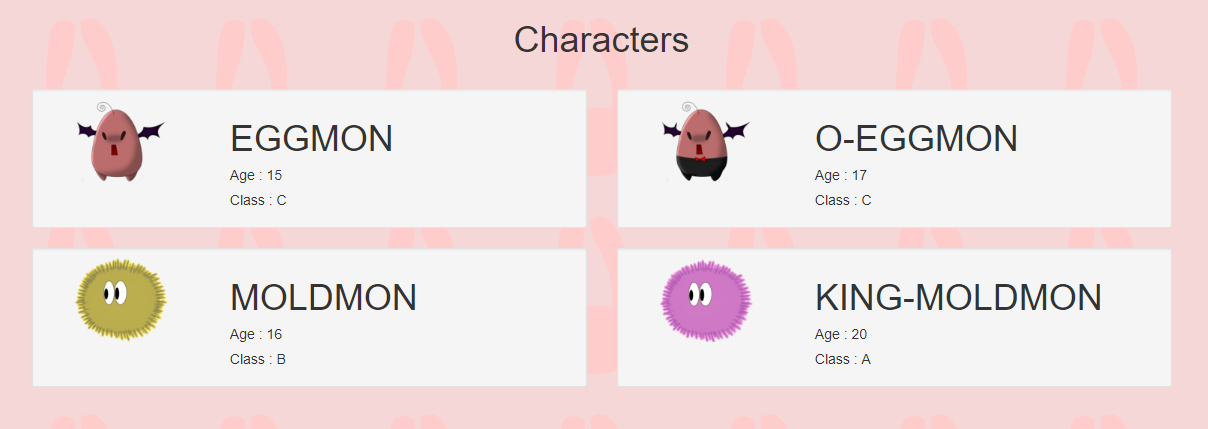 Characters
EGGMON
Age : 15
Class : C
O-EGGMON
Age : 17
Class : C
MOLDMON
Age : 16
Class : B
KING-MOLDMON
Age : 20
Class : A